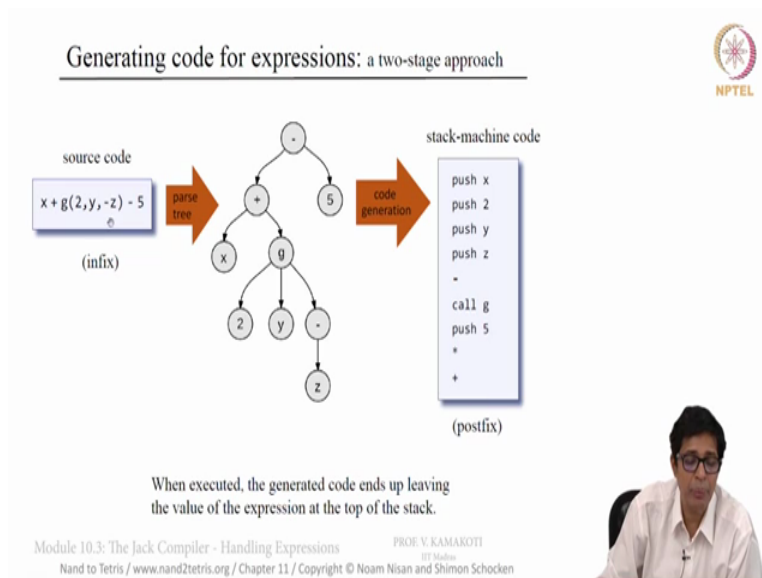 Generating code for expressions: a two-stage approach
NPTEL
source code
x + g(2,y,-z) - 5
(infix)
parse
tree
-
+
5
x
g
2
y
-
z
code
generation
stack-machine code
push x
push 2
push y
push z
-
call g
push 5
*
+
(postfix)
When executed, the generated code ends up leaving
the value of the expression at the top of the stack.
Module 10.3: The Jack Compiler - Handling Expressions
PROF. V. KAMAKOTI
IIT Madras
Nand to Tetris / www.nand2tetris.org / Chapter 11 / Copyright © Noam Nisan and Shimon Schocken